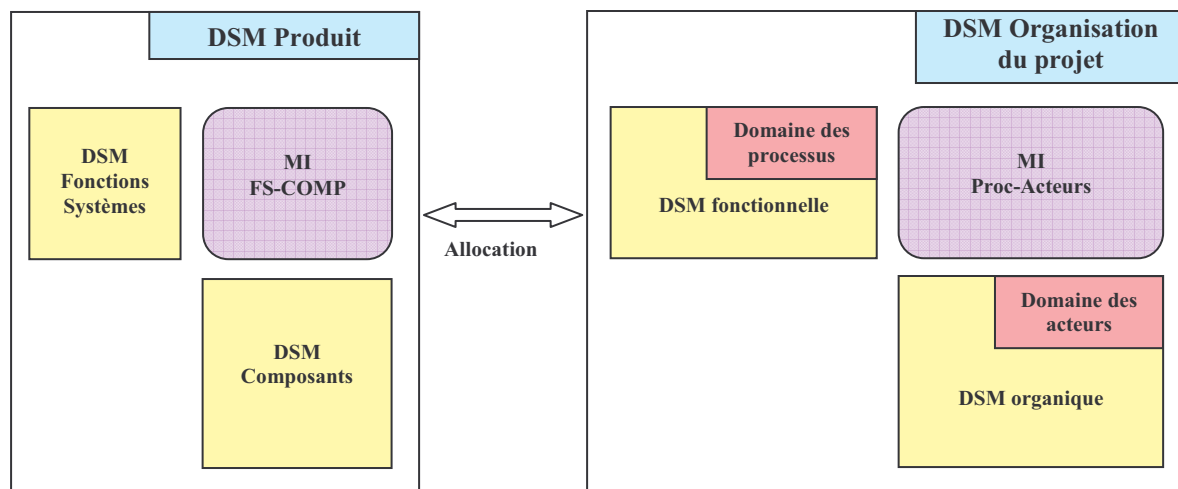 DSM Produit
DSM
Fonctions
Systèmes
MI
FS-COMP
DSM
Composants
Allocation
DSM Organisation
du projet
Domaine des
processus
DSM fonctionnelle
MI
Proc-Acteurs
Domaine des
acteurs
DSM organique